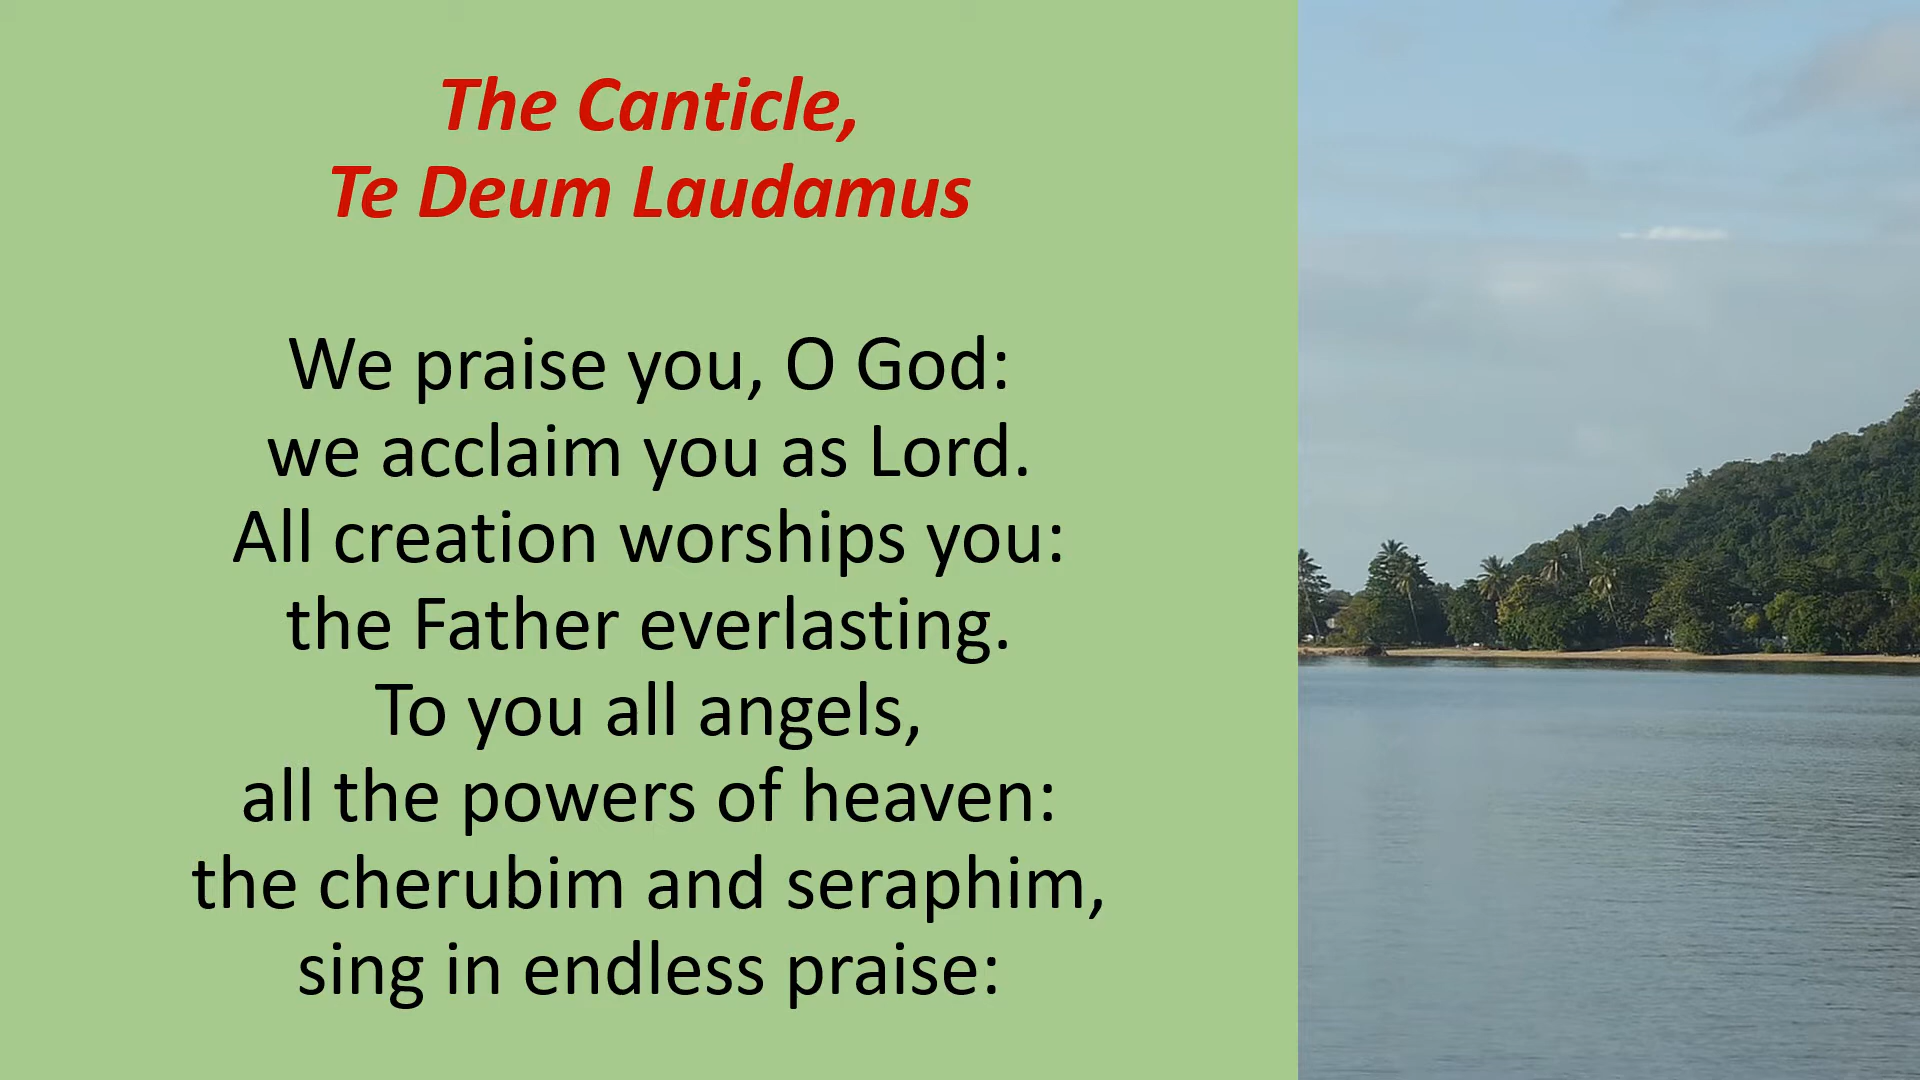 The Canticle,
Te Deum Laudamus
We praise you, O God:
we acclaim you as Lord.
All creation worships you:
the Father everlasting.
To you all angels,
all the powers of heaven:
the cherubim and seraphim,
sing in endless praise: